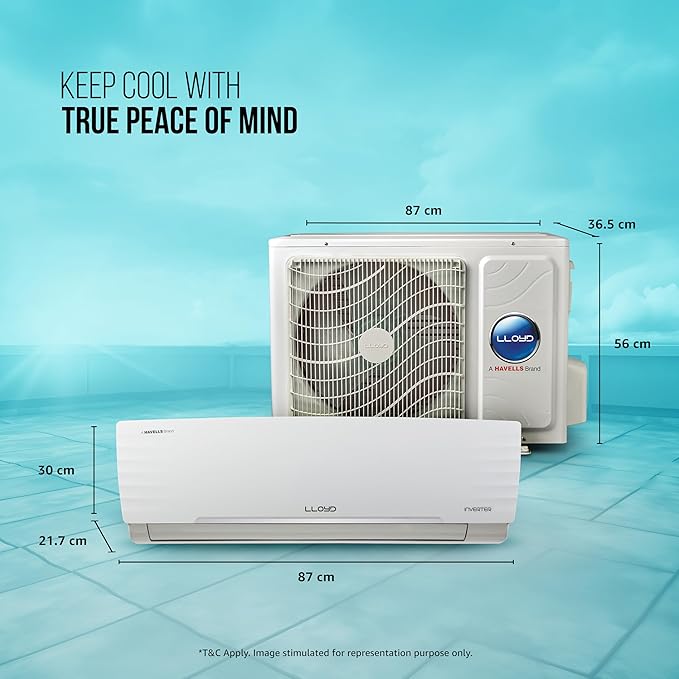 KEEP COOL WITH
TRUE PEACE OF MIND
87 cm
36.5 cm
56 cm
LLOYD
LLOYD
A HAVELLS Brand
A HAVELLS Brand
30 cm
LLOYD
INVERTER
21.7 cm
87 cm
*T&C Apply. Image stimulated for representation purpose only.